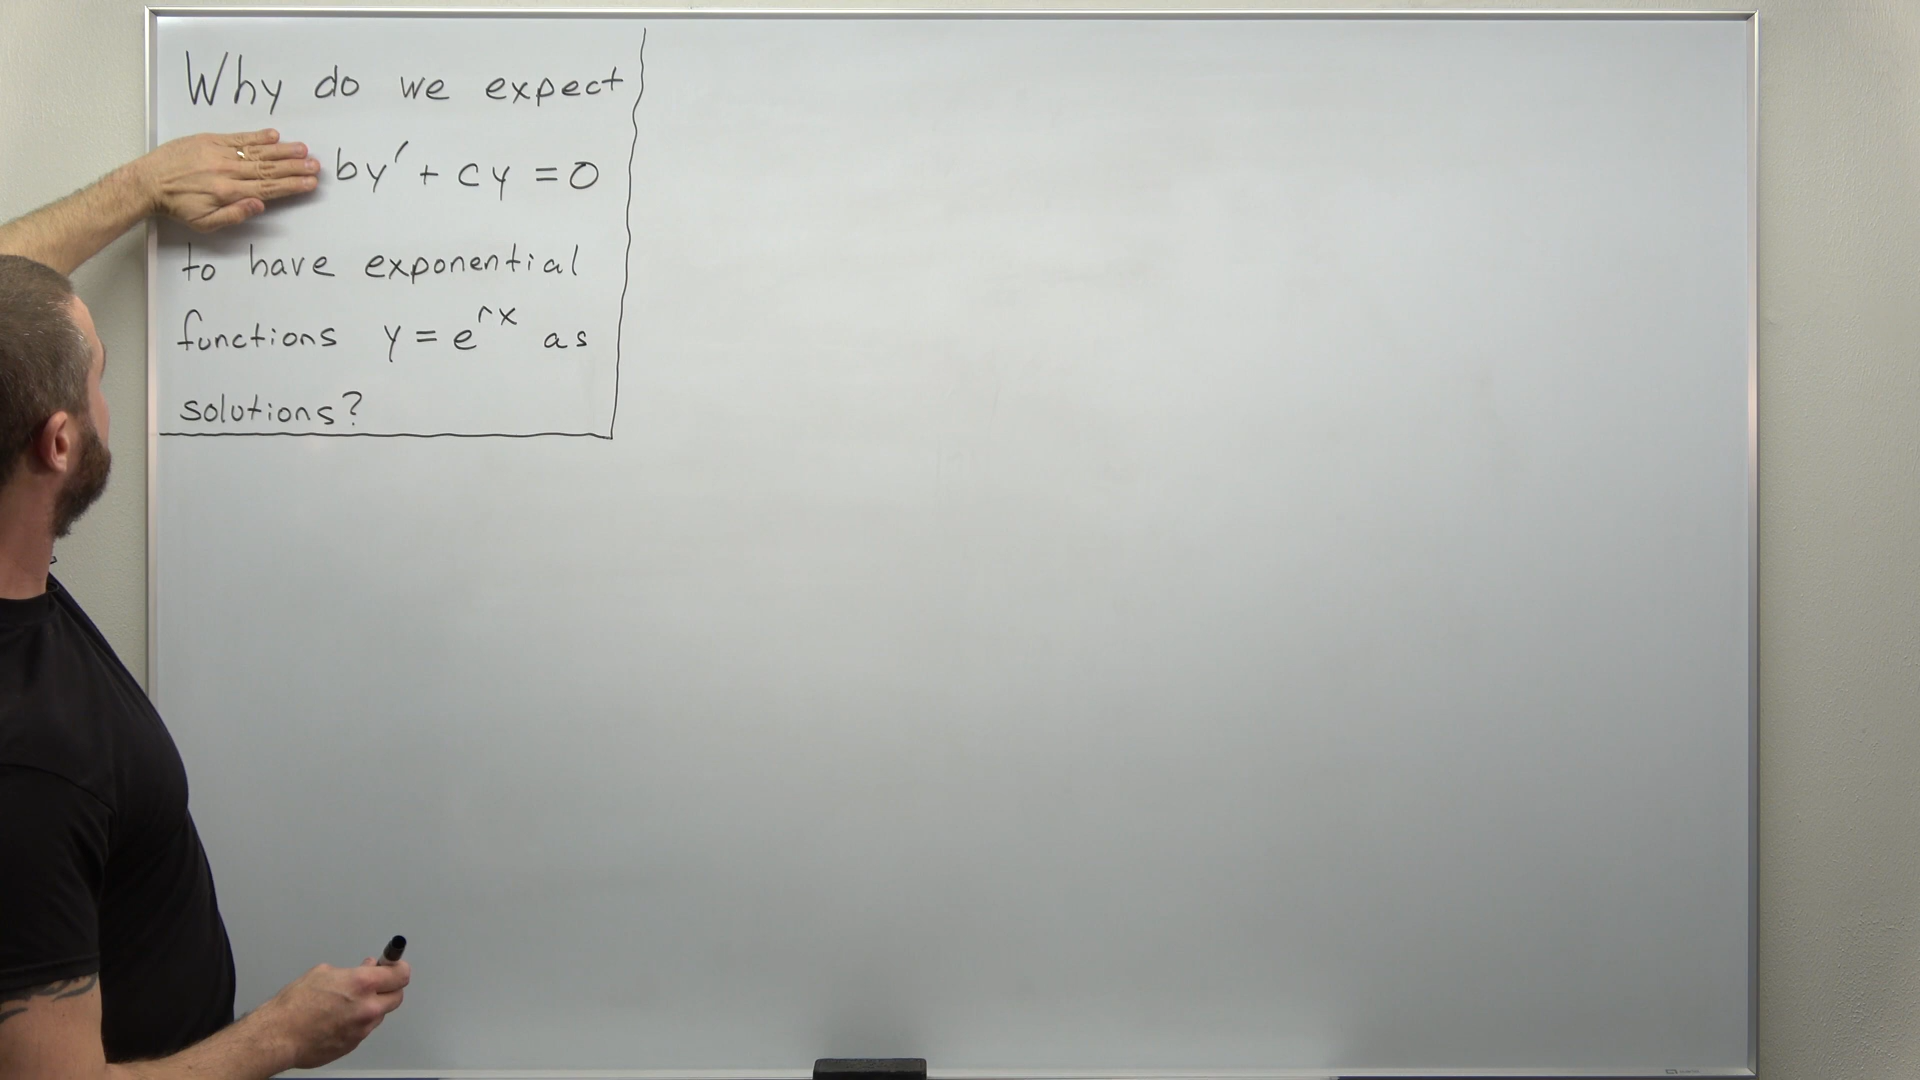 Why do we expect
by′ + cy = 0
to have exponential
functions y = e^{rx} as
solutions?